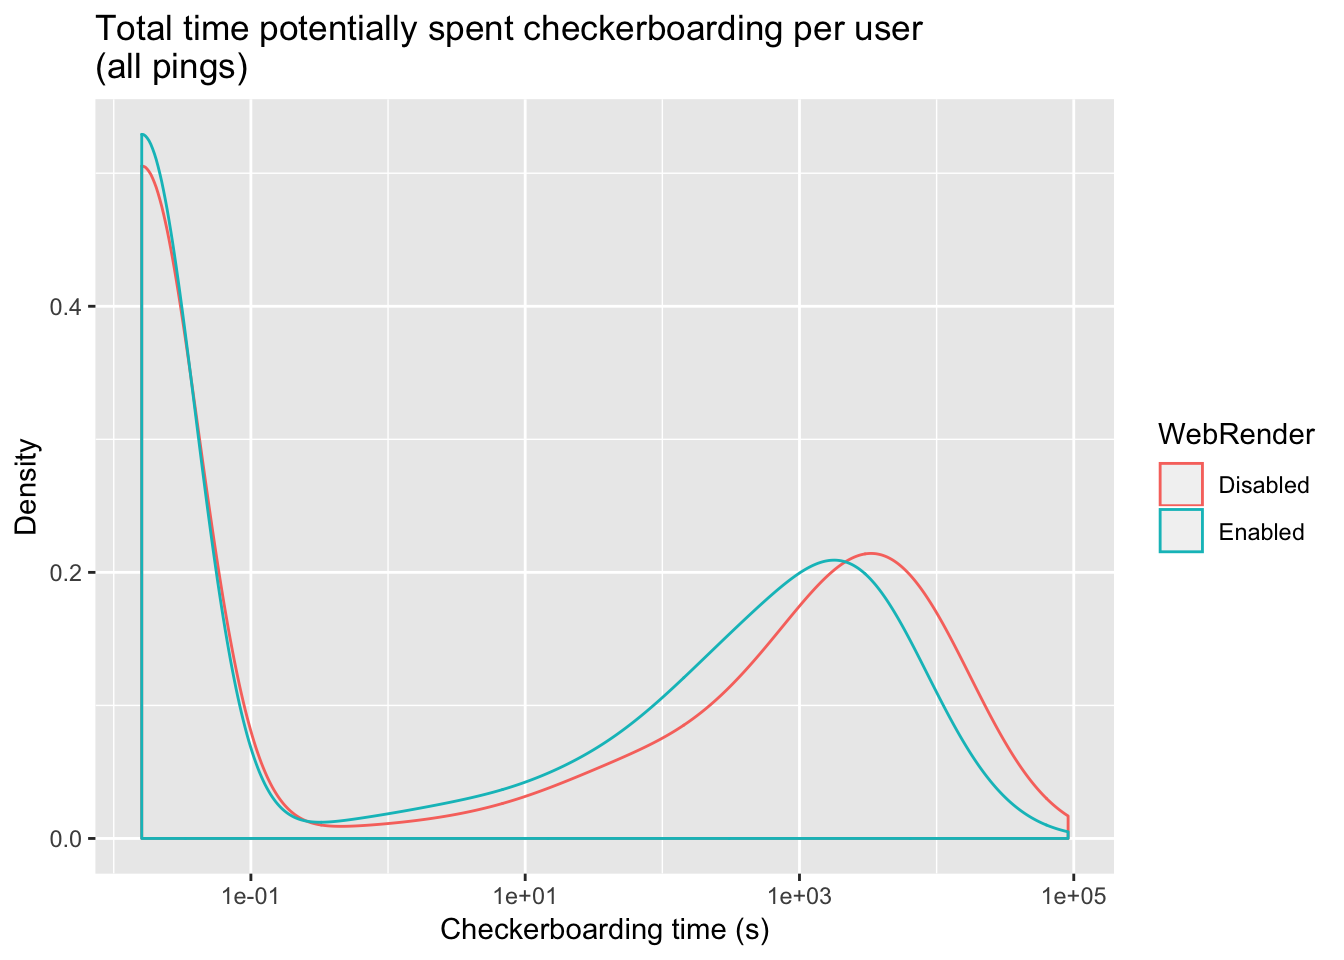 Total time potentially spent checkerboarding per user
(all pings)
0.4
0.2
0.0
Density
1e-01
1e+01
1e+03
1e+05
Checkerboarding time (s)
WebRender
Disabled
Enabled